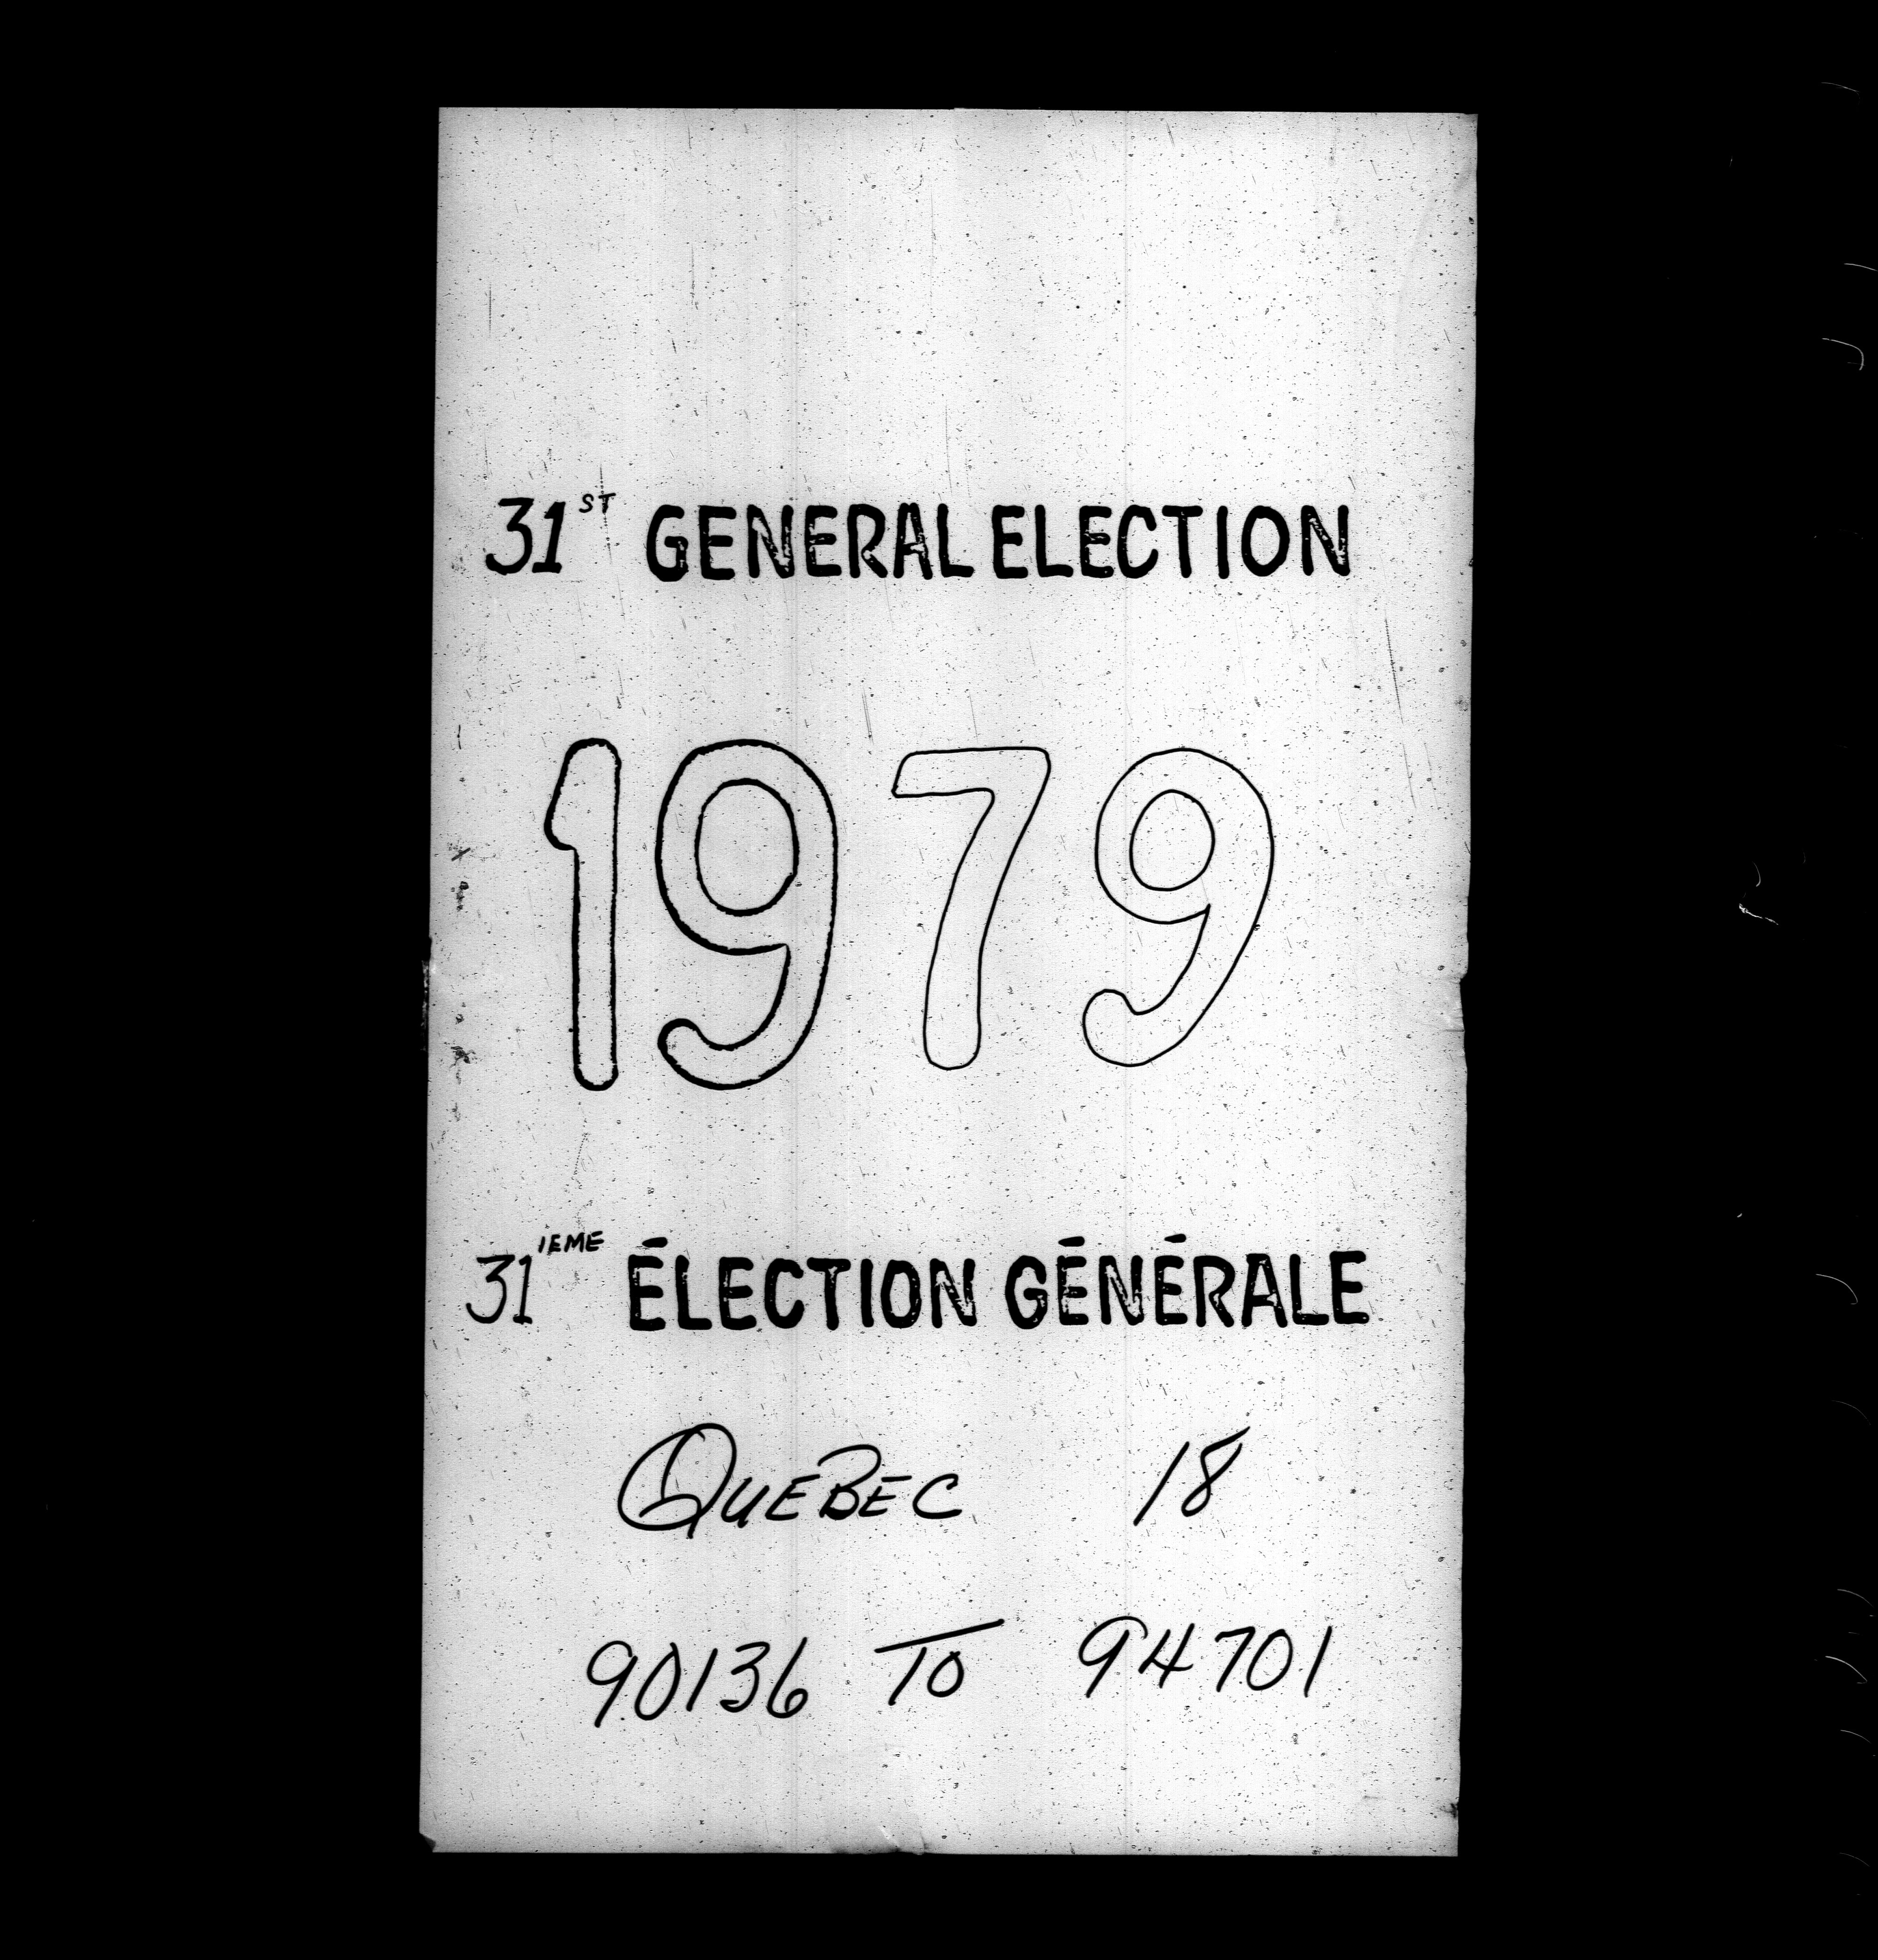 31ST GENERAL ELECTION
1979
31IEME ÉLECTION GÉNÉRALE
QUEBEC 18
90136 TO 94701